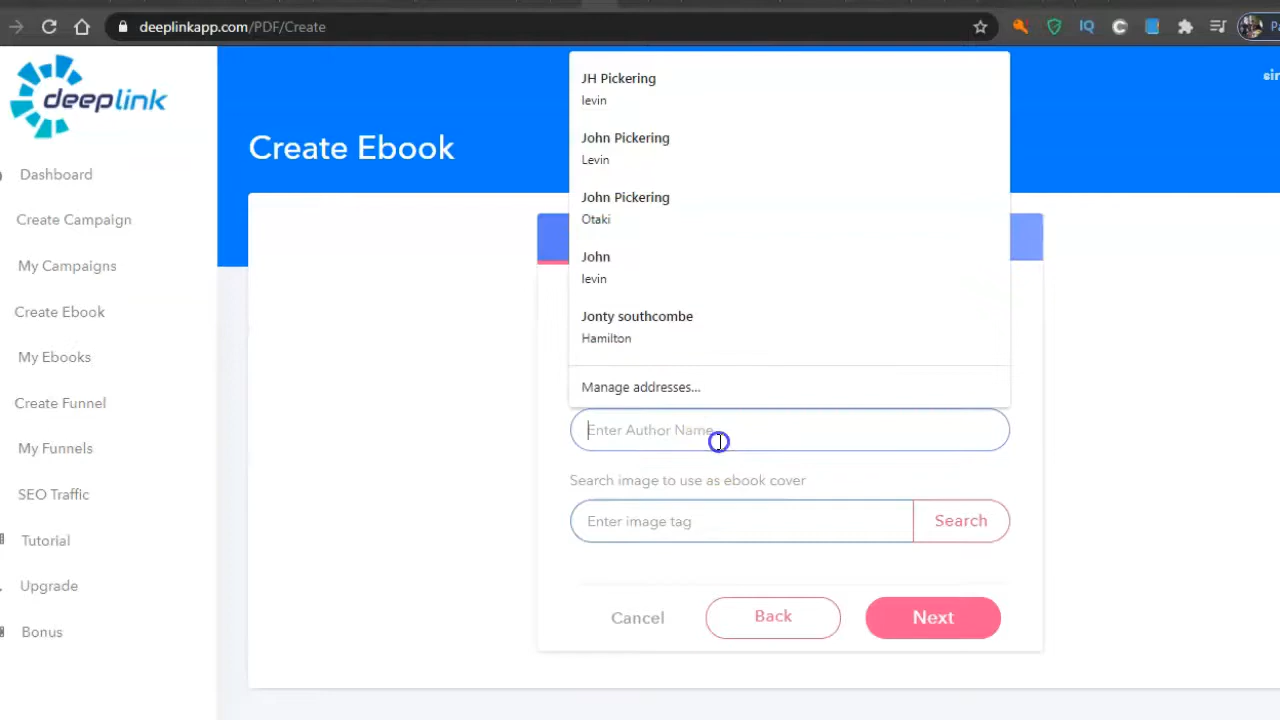 deeplinkapp.com/PDF/Create
deeplink
Dashboard
Create Campaign
My Campaigns
Create Ebook
My Ebooks
Create Funnel
My Funnels
SEO Traffic
Tutorial
Upgrade
Bonus
Create Ebook
JH Pickering
levin
John Pickering
Levin
John Pickering
Otaki
John
levin
Jonty southcombe
Hamilton
Manage addresses...
Enter Author Name
Search image to use as ebook cover
Enter image tag
Search
Cancel
Back
Next